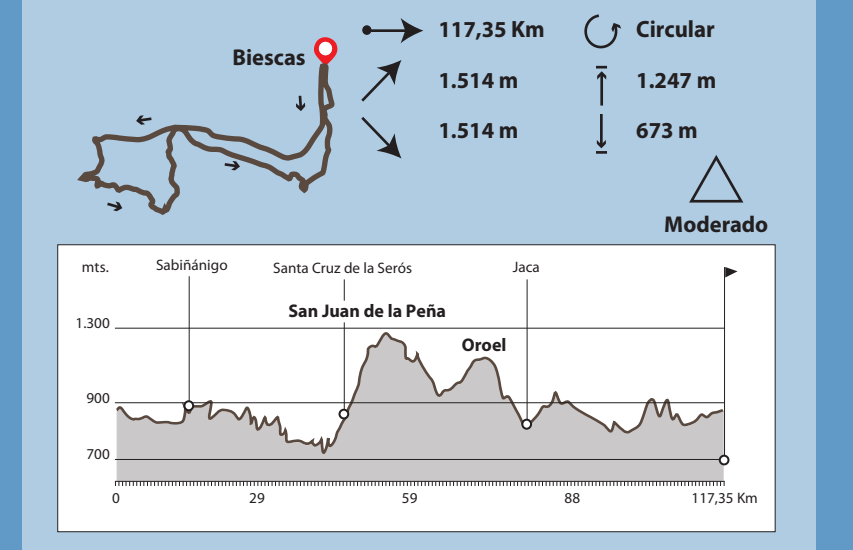 Biescas
117,35 Km
Circular
1.514 m
1.247 m
1.514 m
673 m
Moderado
mts.
Sabiñánigo
Santa Cruz de la Serós
Jaca
San Juan de la Peña
1.300
Oroel
900
700
0
29
59
88
117,35 Km